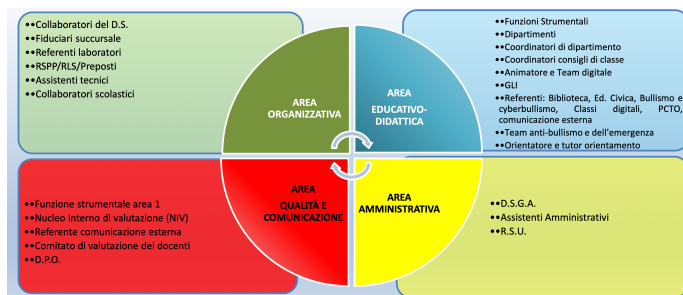 ••Collaboratori del D.S.
••Fiduciari succursale
••Referenti laboratori
••RSPP/RLS/Preposti
••Assistenti tecnici
••Collaboratori scolastici
AREA
ORGANIZZATIVA
AREA
EDUCATIVO-
DIDATTICA
••Funzioni Strumentali
••Dipartimenti
••Coordinatori di dipartimento
••Coordinatori consigli di classe
••Animatore e Team digitale
••GLI
••Referenti: Biblioteca, Ed. Civica, Bullismo e
cyberbullismo, Classi digitali, PCTO,
comunicazione esterna
••Team anti-bullismo e dell'emergenza
••Orientatore e tutor orientamento
••Funzione strumentale area 1
••Nucleo interno di valutazione (NIV)
••Referente comunicazione esterna
••Comitato di valutazione dei docenti
••D.P.O.
AREA
QUALITÀ E
COMUNICAZIONE
AREA
AMMINISTRATIVA
••D.S.G.A.
••Assistenti Amministrativi
••R.S.U.